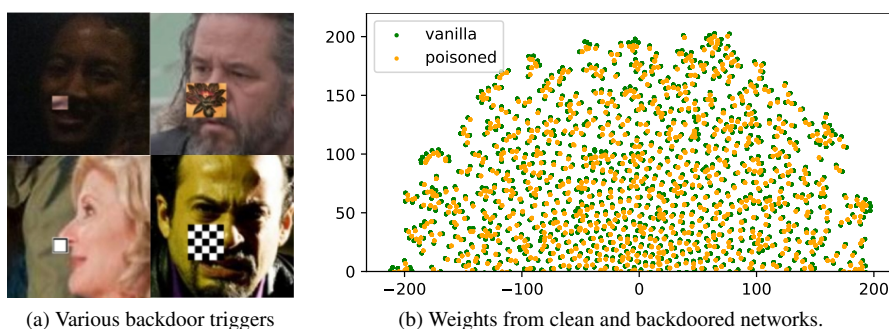 vanilla
poisoned
200
150
100
50
0
−200
−100
0
100
200
(a) Various backdoor triggers
(b) Weights from clean and backdoored networks.